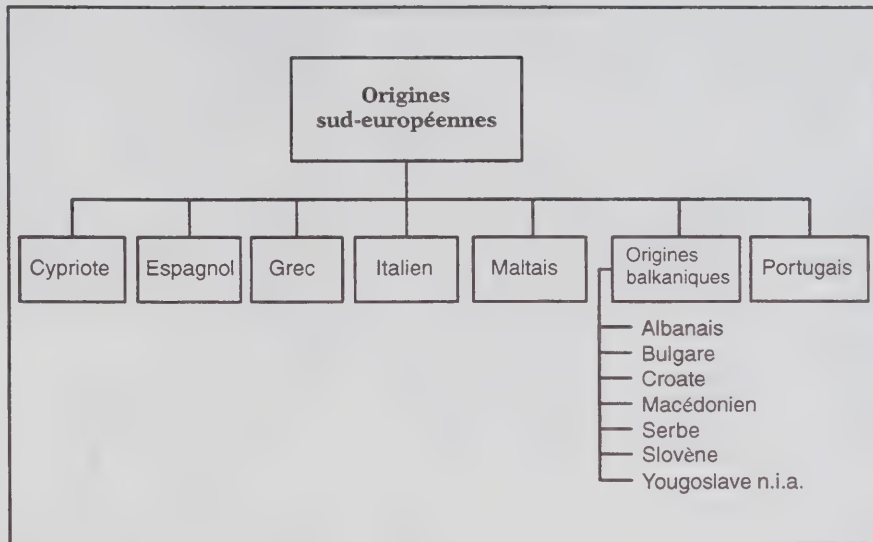 Origines
sud-européennes
Cypriote
Espagnol
Grec
Italien
Maltais
Origines
balkaniques
Portugais
Albanais
Bulgare
Croate
Macédonien
Serbe
Slovène
Yougoslave n.i.a.